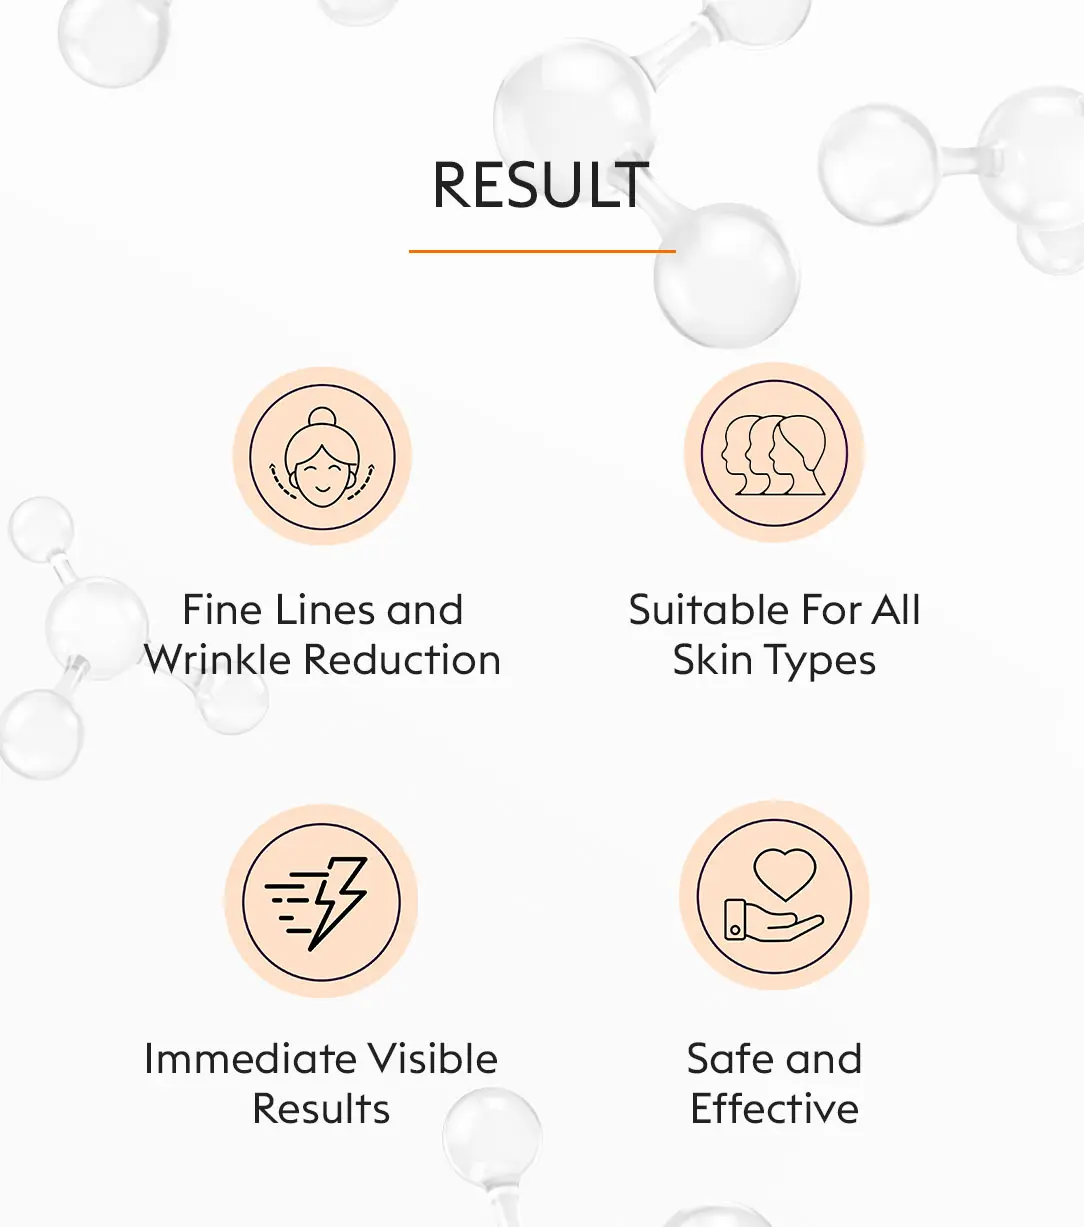 RESULT
Fine Lines and
Wrinkle Reduction
Suitable For All
Skin Types
Immediate Visible
Results
Safe and
Effective